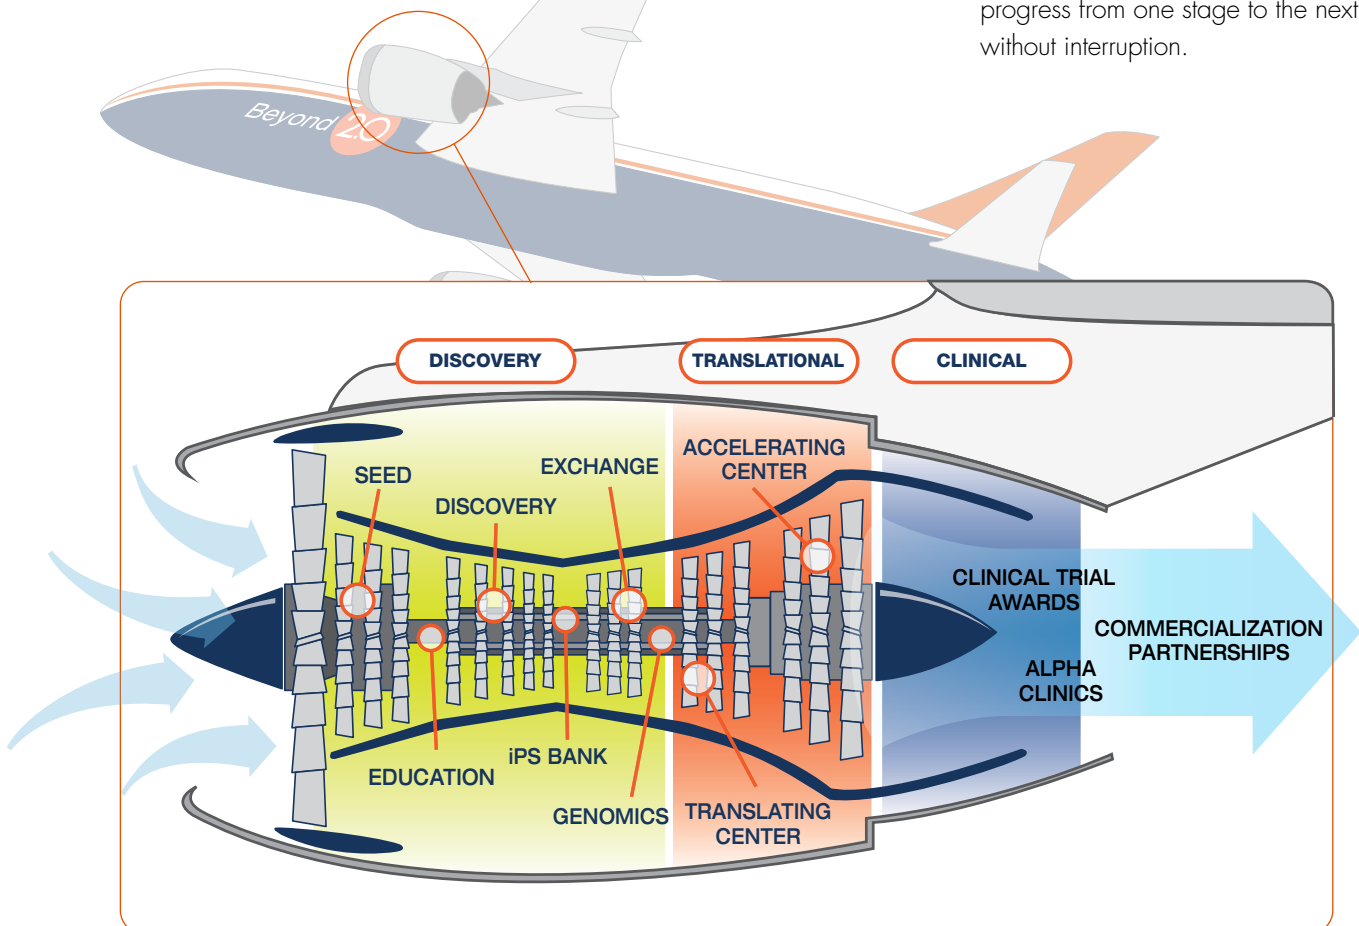 progress from one stage to the next
without interruption.
Beyond 2.0
DISCOVERY
TRANSLATIONAL
CLINICAL
SEED
DISCOVERY
EXCHANGE
ACCELERATING
CENTER
CLINICAL TRIAL
AWARDS
COMMERCIALIZATION
PARTNERSHIPS
ALPHA
CLINICS
EDUCATION
iPS BANK
GENOMICS
TRANSLATING
CENTER